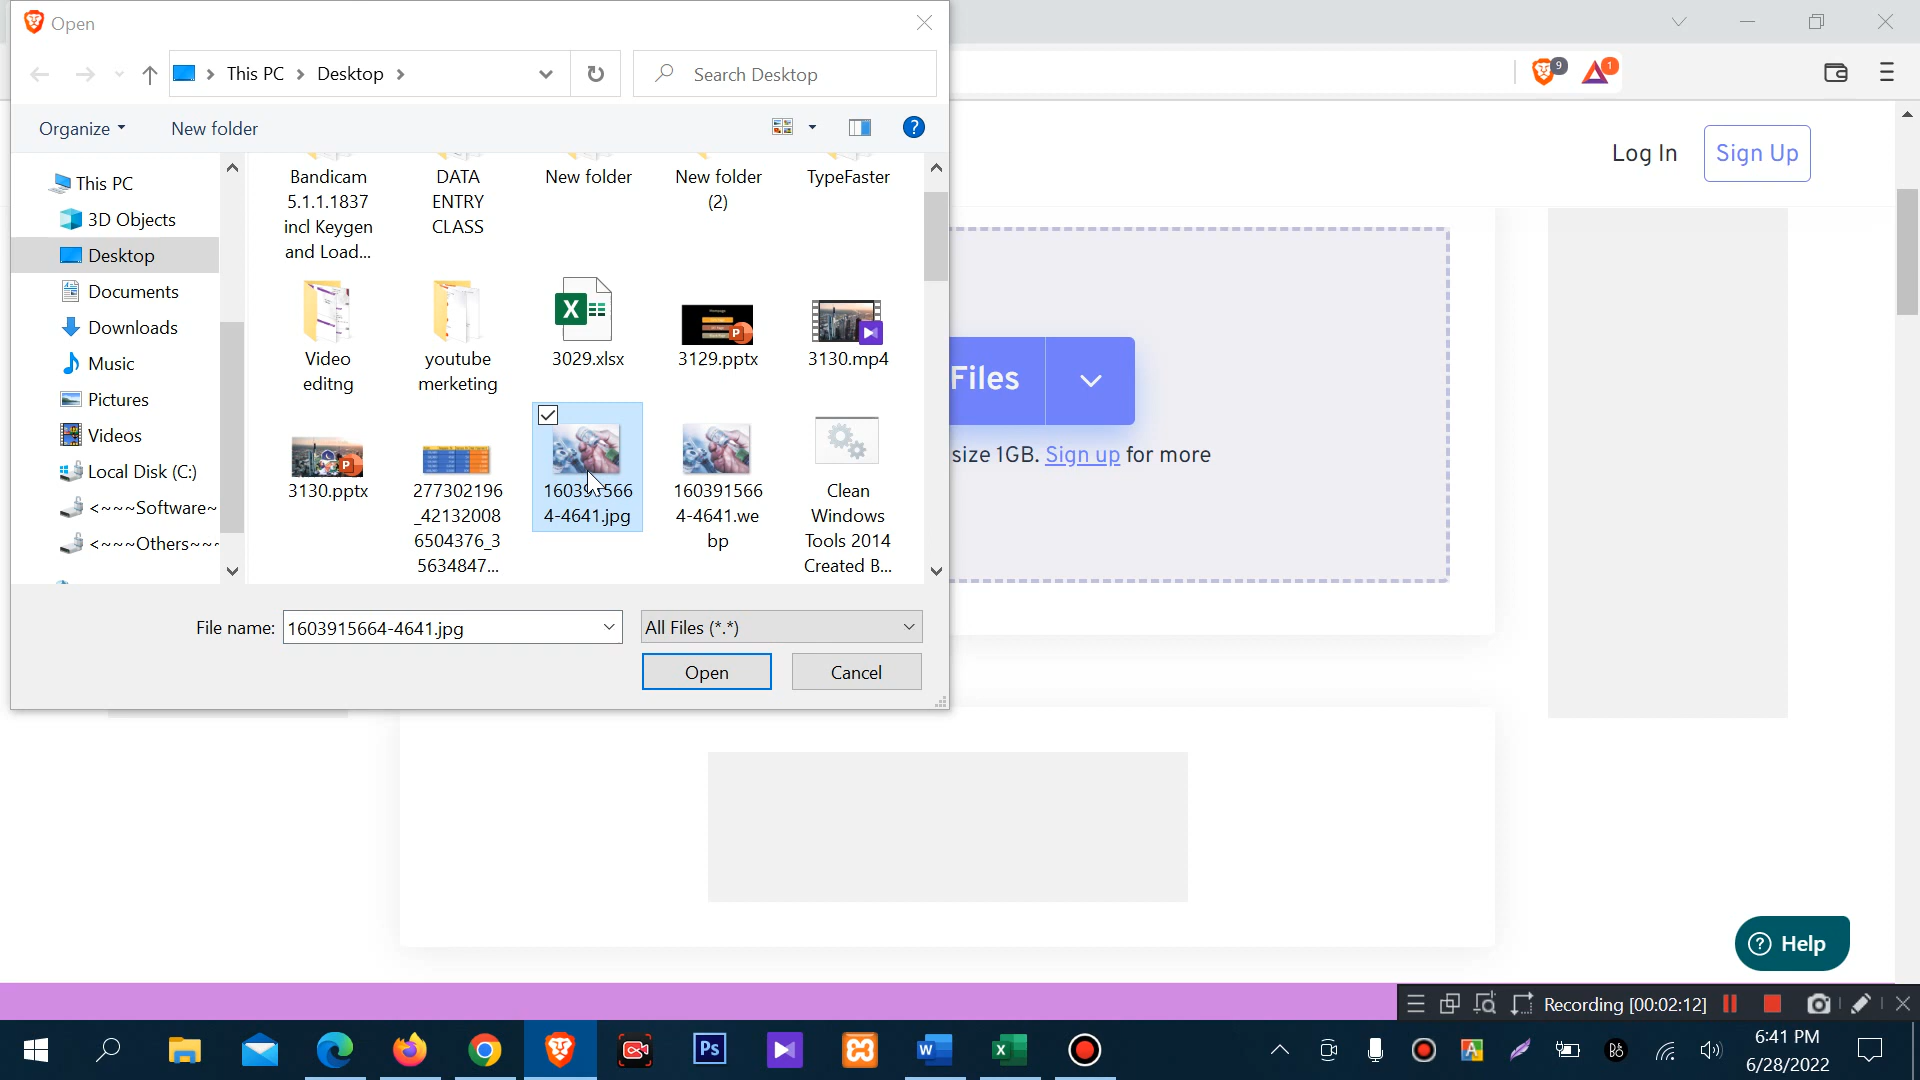 Open
This PC
Desktop
Search Desktop
9
1
Organize
New folder
?
Log In
Sign Up
This PC
3D Objects
Desktop
Documents
Downloads
Music
Pictures
Videos
Local Disk (C:)
<~~~Software~
<~~~Others~~~
Bandicam
5.1.1.1837
incl Keygen
and Load...
DATA
ENTRY
CLASS
New folder
New folder
(2)
TypeFaster
Video
editng
youtube
merketing
3029.xlsx
3129.pptx
3130.mp4
3130.pptx
277302196
_42132008
6504376_3
5634847...
160391566
4-4641.jpg
160391566
4-4641.we
bp
Clean
Windows
Tools 2014
Created B...
File name:
1603915664-4641.jpg
All Files (*.*)
Open
Cancel
Files
size 1GB. Sign up for more
? Help
Recording [00:02:12]
Ps
W
X
6:41 PM
6/28/2022